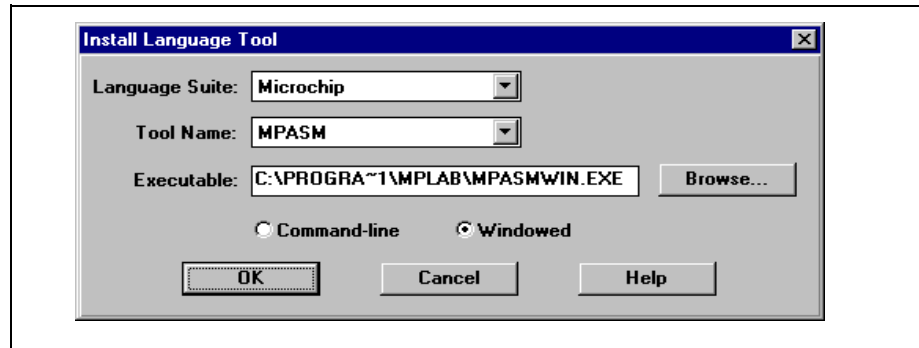 Install Language Tool
Language Suite: Microchip
Tool Name: MPASM
Executable: C:\PROGRA~1\MPLAB\MPASMWIN.EXE Browse...
Command-line Windowed
OK Cancel Help